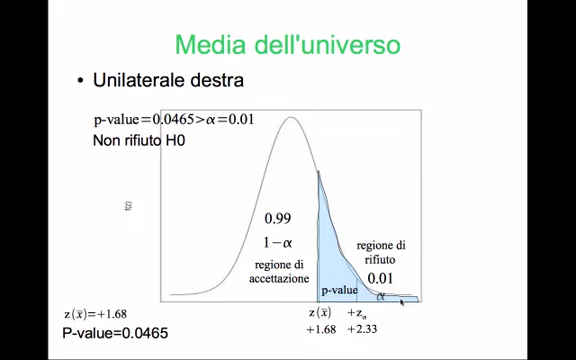 Media dell'universo
• Unilaterale destra
p-value=0.0465>α=0.01
Non rifiuto H0
f(z)
0.99
1−α
regione di
accettazione
regione di
rifiuto
0.01
p-value
α
z(x̄)=+1.68
P-value=0.0465
z(x̄) +zα
+1.68 +2.33